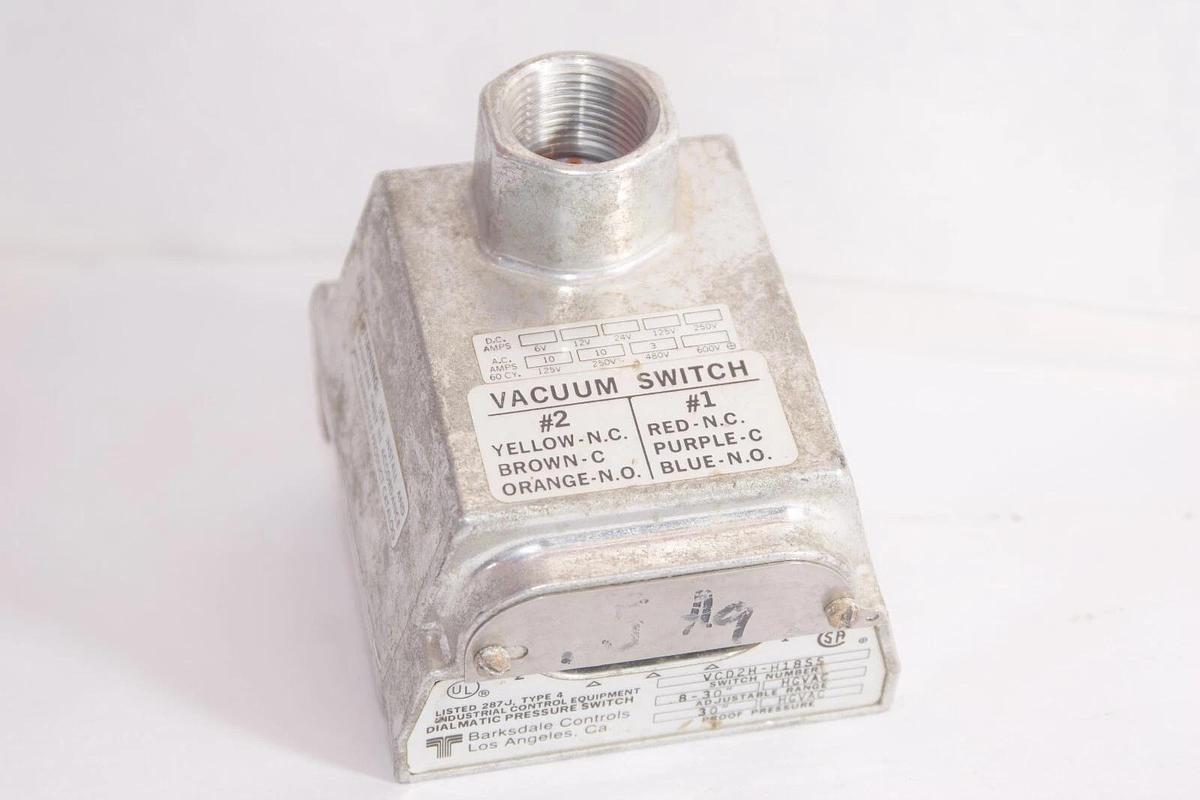 D.C. AMPS
6V 12V 24V 125V 250V
A.C. AMPS 60 CY.
10 10 3
125V 250V 480V 600V
VACUUM SWITCH
#2
YELLOW-N.C.
BROWN-C
ORANGE-N.O.
#1
RED-N.C.
PURPLE-C
BLUE-N.O.
Ag
UL ®
SA
LISTED 287J, TYPE 4
INDUSTRIAL CONTROL EQUIPMENT
DIALMATIC PRESSURE SWITCH
Barksdale Controls
Los Angeles, Ca.
VCD2H-H18SS
SWITCH NUMBER
.8-30" HGVAC
ADJUSTABLE RANGE
30" HGVAC
PROOF PRESSURE